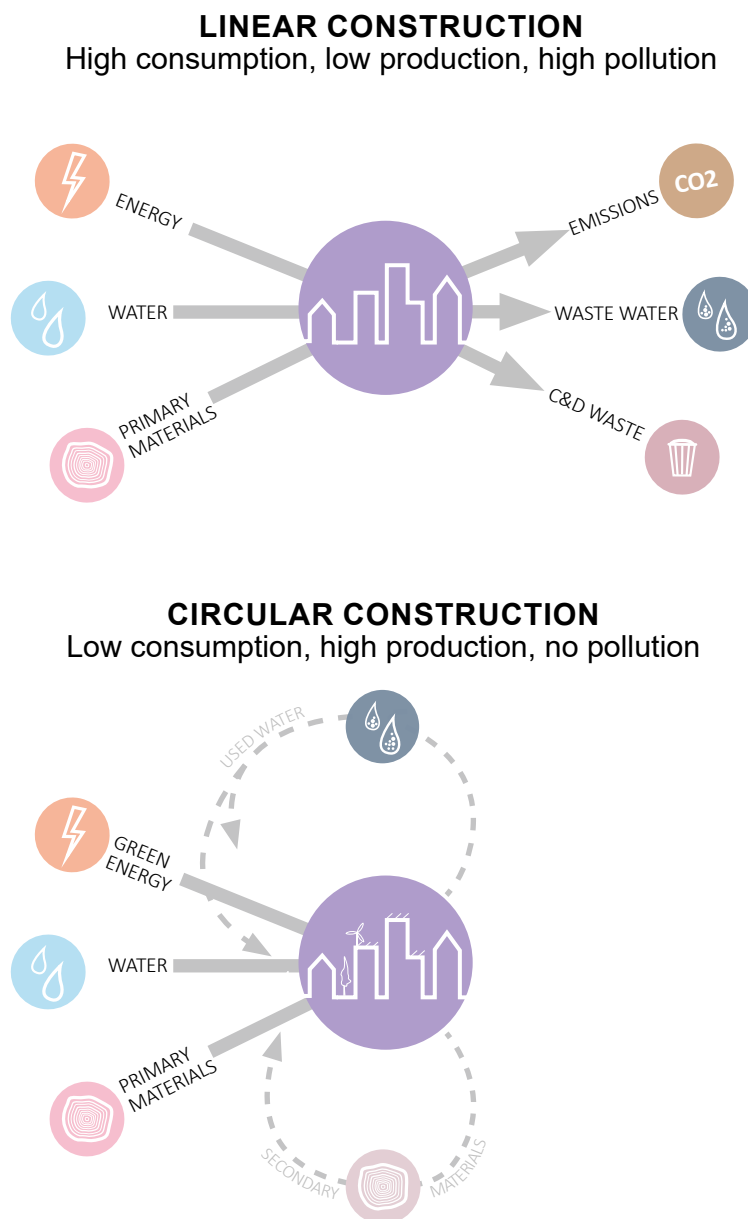 LINEAR CONSTRUCTION
High consumption, low production, high pollution
ENERGY
CO2
EMISSIONS
WATER
WASTE WATER
PRIMARY
MATERIALS
C&D WASTE
CIRCULAR CONSTRUCTION
Low consumption, high production, no pollution
USED WATER
GREEN
ENERGY
WATER
PRIMARY
MATERIALS
SECONDARY
MATERIALS